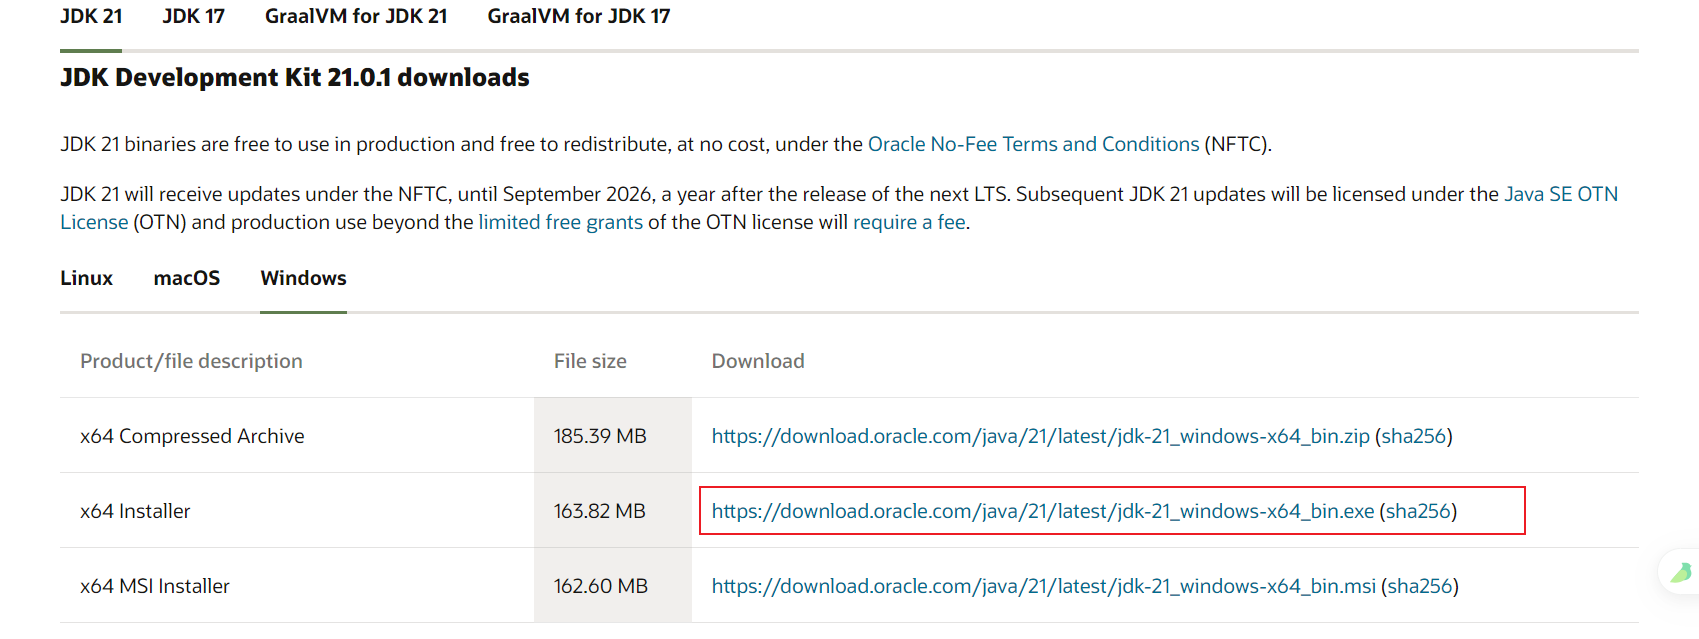 JDK 21 JDK 17 GraalVM for JDK 21 GraalVM for JDK 17
JDK Development Kit 21.0.1 downloads
JDK 21 binaries are free to use in production and free to redistribute, at no cost, under the Oracle No-Fee Terms and Conditions (NFTC).
JDK 21 will receive updates under the NFTC, until September 2026, a year after the release of the next LTS. Subsequent JDK 21 updates will be licensed under the Java SE OTN
License (OTN) and production use beyond the limited free grants of the OTN license will require a fee.
Linux macOS Windows
Product/file description File size Download
x64 Compressed Archive 185.39 MB https://download.oracle.com/java/21/latest/jdk-21_windows-x64_bin.zip (sha256)
x64 Installer 163.82 MB https://download.oracle.com/java/21/latest/jdk-21_windows-x64_bin.exe (sha256)
x64 MSI Installer 162.60 MB https://download.oracle.com/java/21/latest/jdk-21_windows-x64_bin.msi (sha256)